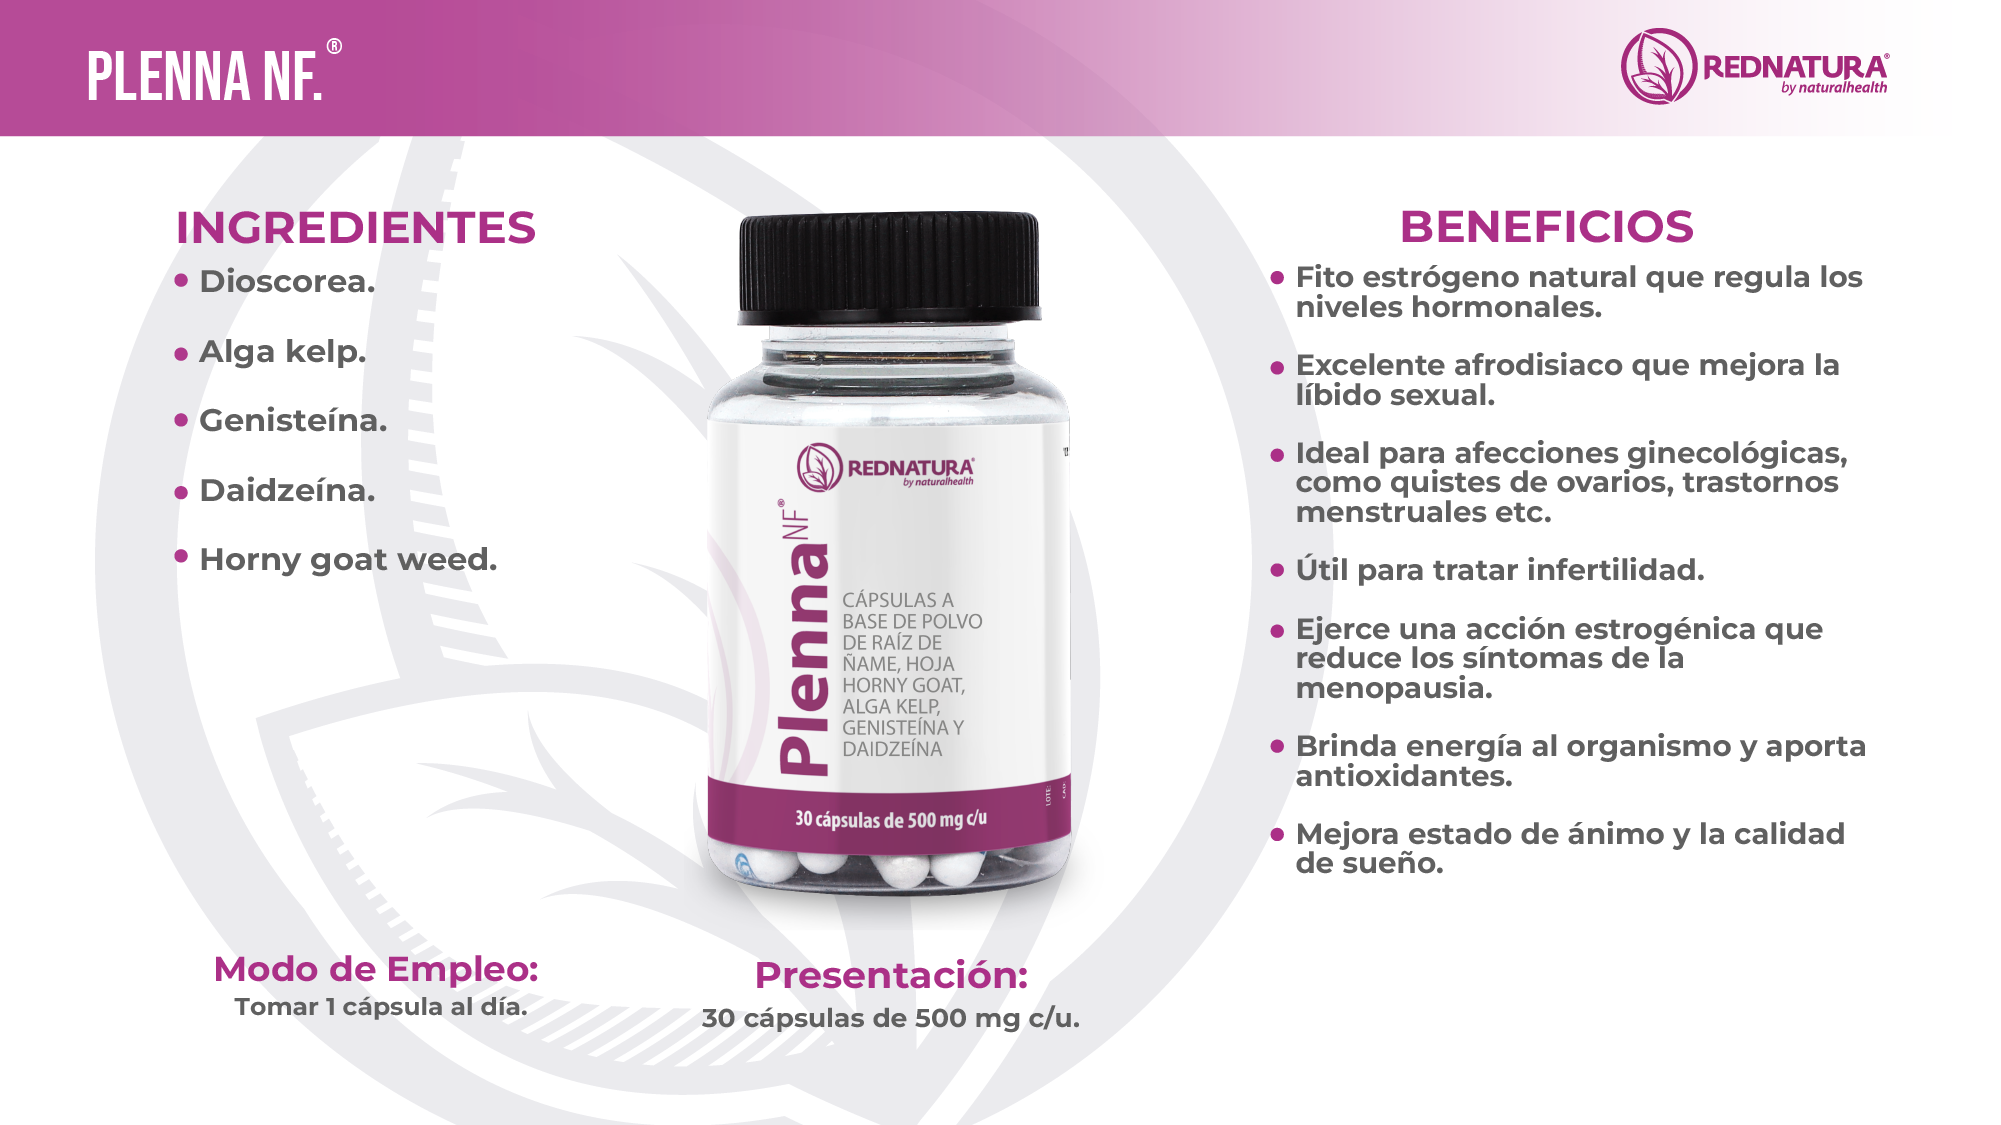 PLENNA NF.®
REDNATURA®
by naturalhealth
INGREDIENTES
Dioscorea.
Alga kelp.
Genisteína.
Daidzeína.
Horny goat weed.
Modo de Empleo:
Tomar 1 cápsula al día.
REDNATURA®
by naturalhealth
Plenna NF®
CÁPSULAS A
BASE DE POLVO
DE RAÍZ DE
ÑAME, HOJA
HORNY GOAT,
ALGA KELP,
GENISTEÍNA Y
DAIDZEÍNA
LOTE:
30 cápsulas de 500 mg c/u
Presentación:
30 cápsulas de 500 mg c/u.
BENEFICIOS
Fito estrógeno natural que regula los
niveles hormonales.
Excelente afrodisiaco que mejora la
líbido sexual.
Ideal para afecciones ginecológicas,
como quistes de ovarios, trastornos
menstruales etc.
Útil para tratar infertilidad.
Ejerce una acción estrogénica que
reduce los síntomas de la
menopausia.
Brinda energía al organismo y aporta
antioxidantes.
Mejora estado de ánimo y la calidad
de sueño.